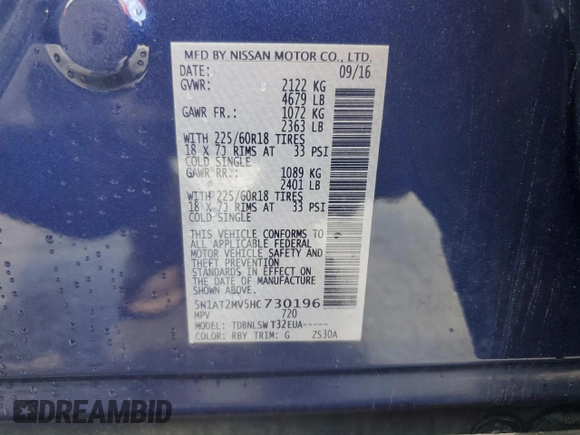 MFD BY NISSAN MOTOR CO., LTD.
DATE: 09/16
GVWR: 2122 KG
4679 LB
GAWR FR.: 1072 KG
2363 LB
WITH 225/60R18 TIRES
18 X 7J RIMS AT 33 PSI
COLD SINGLE
GAWR RR.: 1089 KG
2401 LB
WITH 225/60R18 TIRES
18 X 7J RIMS AT 33 PSI
COLD SINGLE
THIS VEHICLE CONFORMS TO
ALL APPLICABLE FEDERAL
MOTOR VEHICLE SAFETY AND
THEFT PREVENTION
STANDARDS IN EFFECT ON
THE DATE OF MANUFACTURE
SHOWN ABOVE.
5N1AT2MV5HC730196
MPV 720
MODEL: TDBNLSW T32EUA-----
COLOR: RBY TRIM: G 2S30A
DREAMBID